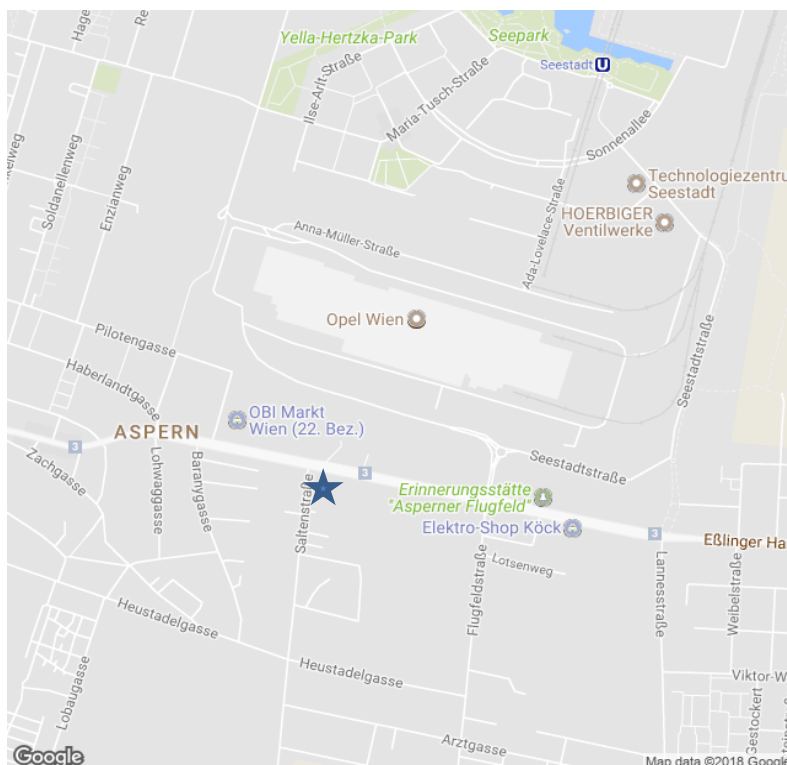 Hage
Re
Yella-Hertzka-Park
Seepark
Seestadt U
Ilse-Arlt-Straße
Maria-Tusch-Straße
Sonnenallee
Soldanellenweg
Enzianweg
Technologiezentru
Seestadt
HOERBIGER
Ventilwerke
Ada-Lovelace-Straße
Anna-Müller-Straße
Opel Wien
Pilotengasse
Haberlandtgasse
Seestadtstraße
OBI Markt
Wien (22. Bez.)
ASPERN
3
Zachgasse
Lohwaggasse
Baranygasse
Saltenstraße
3
Seestadtstraße
Erinnerungsstätte
"Asperner Flugfeld"
Elektro-Shop Köck
3
Eßlinger Ha
Lotsenweg
Flugfeldstraße
Lannesstraße
Weibelstraße
Heustadelgasse
Heustadelgasse
Viktor-W
Lobaugasse
Gestockert
Arztgasse
Google
Map data ©2018 Google